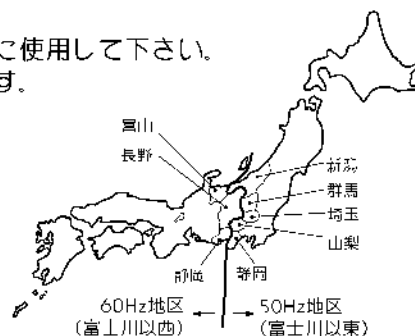 に使用して下さい。
す。
富山
長野
新潟
群馬
埼玉
山梨
静岡 静岡
60Hz地区 50Hz地区
(富士川以西) (富士川以東)